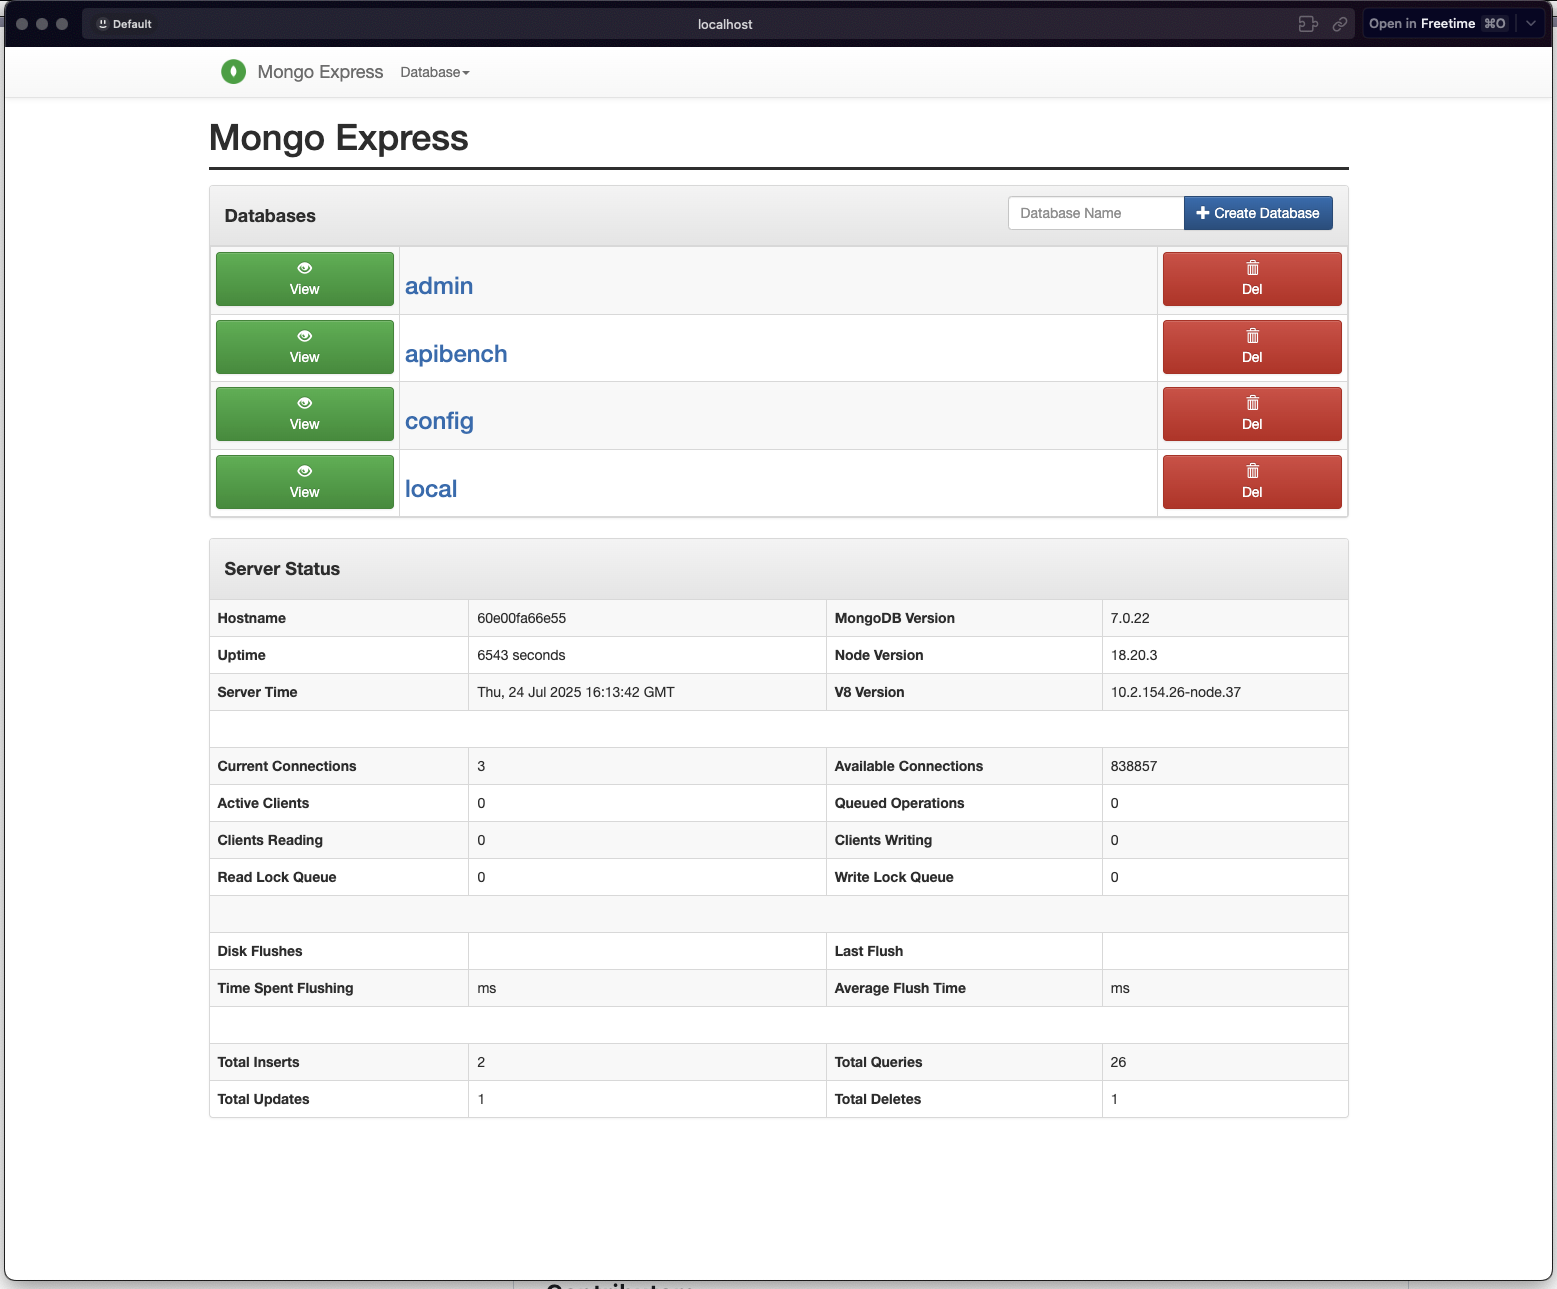 Default
localhost
Open in Freetime ⌘O
Mongo Express Database
Mongo Express
Databases
Database Name
Create Database
View
admin
Del
View
apibench
Del
View
config
Del
View
local
Del
Server Status
Hostname 60e00fa66e55 MongoDB Version 7.0.22
Uptime 6543 seconds Node Version 18.20.3
Server Time Thu, 24 Jul 2025 16:13:42 GMT V8 Version 10.2.154.26-node.37
Current Connections 3 Available Connections 838857
Active Clients 0 Queued Operations 0
Clients Reading 0 Clients Writing 0
Read Lock Queue 0 Write Lock Queue 0
Disk Flushes Last Flush
Time Spent Flushing ms Average Flush Time ms
Total Inserts 2 Total Queries 26
Total Updates 1 Total Deletes 1